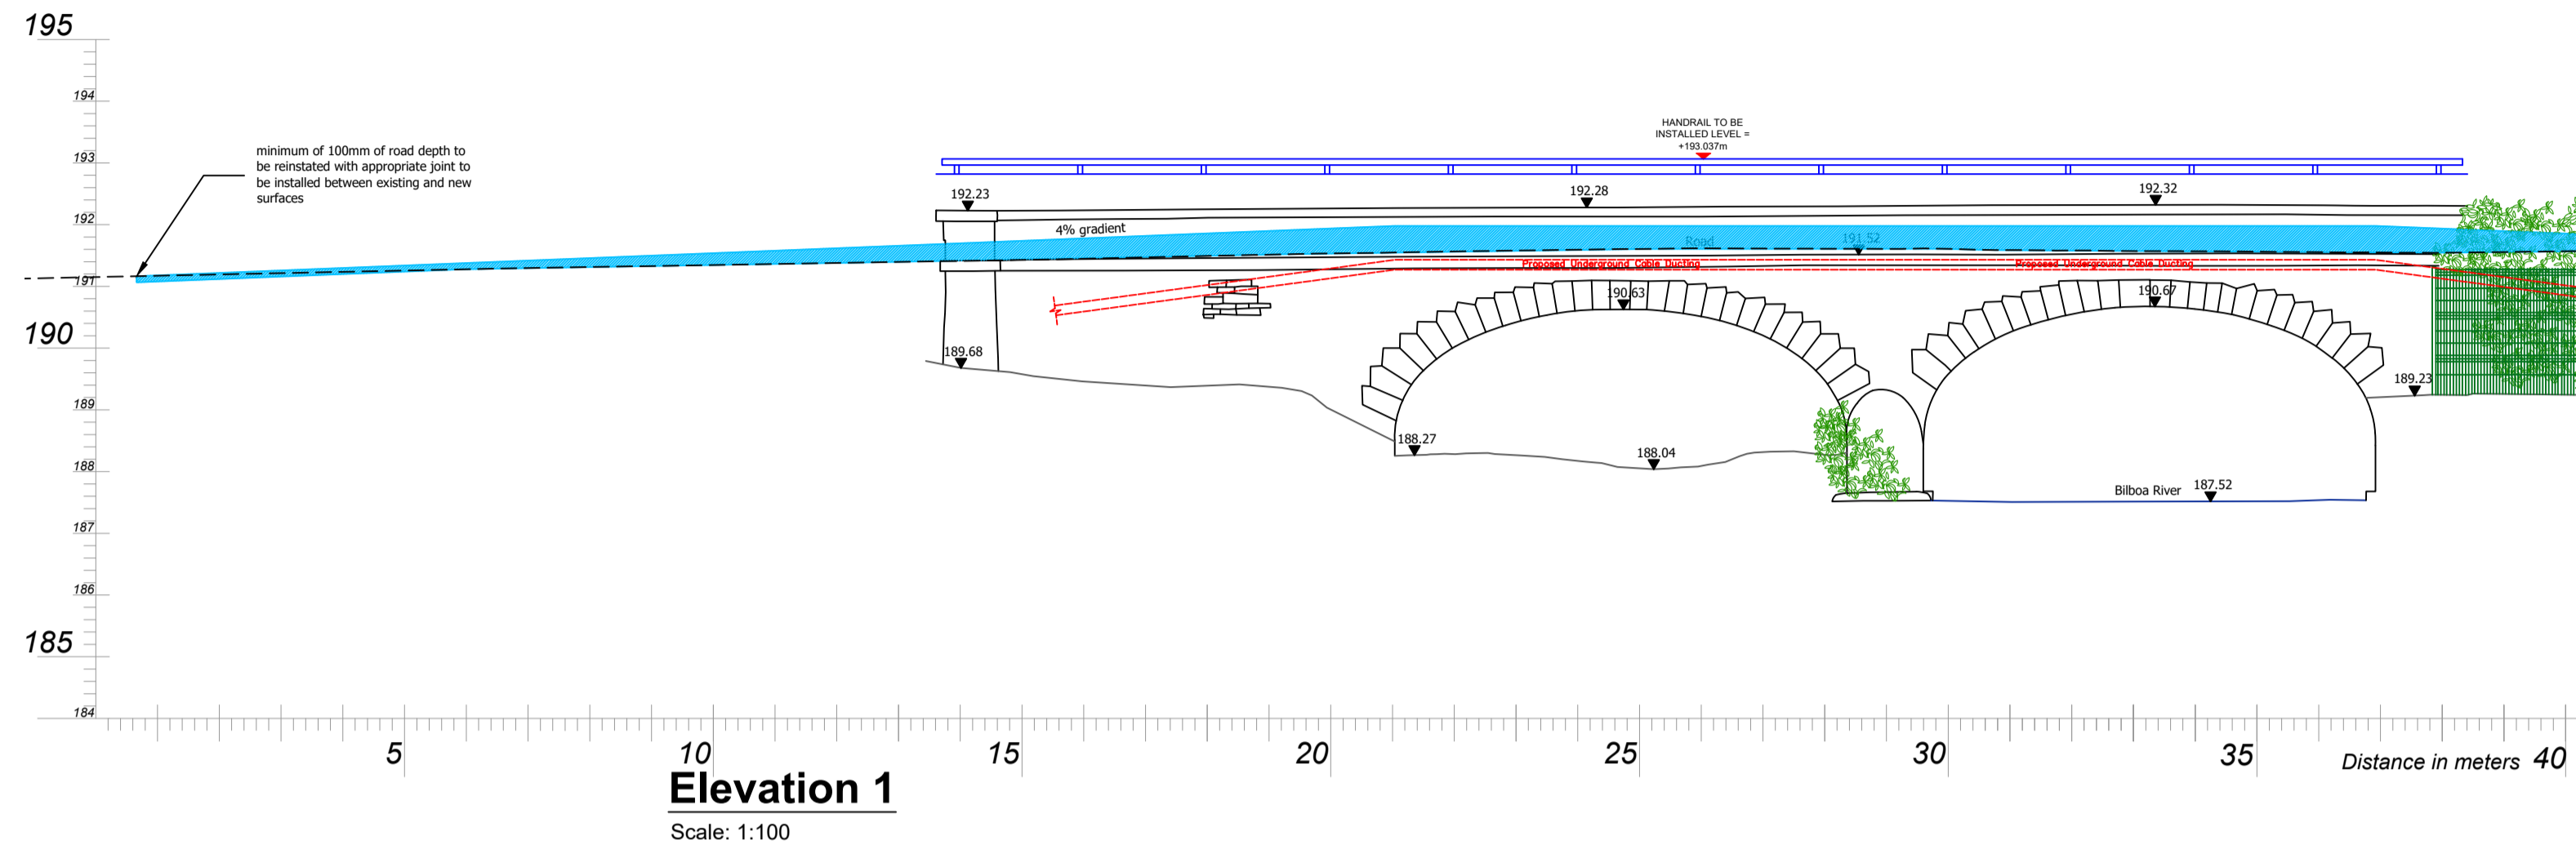 195
194
HANDRAIL TO BE
INSTALLED LEVEL =
+193.037m
minimum of 100mm of road depth to
be reinstated with appropriate joint to
be installed between existing and new
surfaces
193
192.23
192.28
192.32
192
4% gradient
Road
191.52
Proposed Underground Cable Ducting
Proposed Underground Cable Ducting
191
190.63
190.67
190
189.68
189.23
189
188.27
188.04
188
Bilboa River 187.52
187
186
185
184
5 10 15 20 25 30 35 Distance in meters 40
Elevation 1
Scale: 1:100